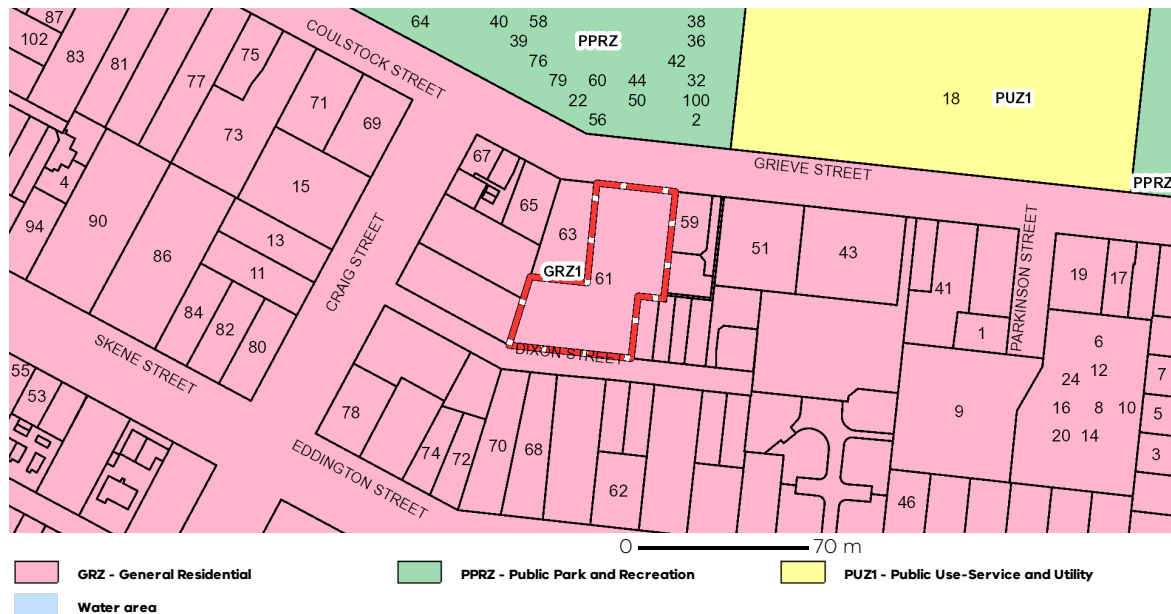 64 40 58 38
87
COULSTOCK STREET
39 PPRZ 36
102
83
81
75
76 42
77
79 60 44 32
71
22 50 100
18 PUZ1
69
56 2
73
GRIEVE STREET
67
4
15
PPRZ
90
65
59
94
13
63
51
43
CRAIG STREET
PARKINSON STREET
86
11
GRZ1
61
19
17
41
84
82
80
1
6
SKENE STREET
DIXON STREET
55
53
24 12
7
78
9
16 8 10
5
70
68
20 14
74
72
3
EDDINGTON STREET
62
46
0 70 m
GRZ - General Residential
PPRZ - Public Park and Recreation
PUZ1 - Public Use-Service and Utility
Water area